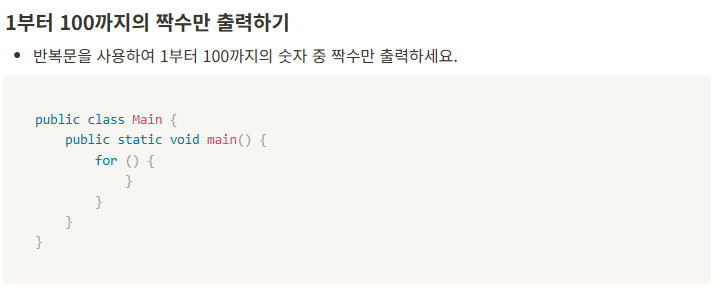 1부터 100까지의 짝수만 출력하기
• 반복문을 사용하여 1부터 100까지의 숫자 중 짝수만 출력하세요.
public class Main {
    public static void main() {
        for () {
            }
        }
    }
}